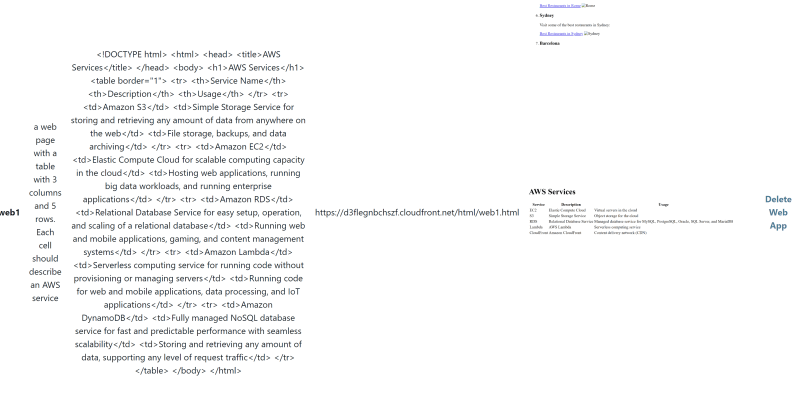 Best Restaurants in Rome Rome
6. Sydney
Visit some of the best restaurants in Sydney.
Best Restaurants in Sydney Sydney
7. Barcelona
web1
a web
page
with a
table
with 3
columns
and 5
rows.
Each
cell
should
describe
an AWS
service
<!DOCTYPE html> <html> <head> <title>AWS
Services</title> </head> <body> <h1>AWS Services</h1>
<table border="1"> <tr> <th>Service Name</th>
<th>Description</th> <th>Usage</th> </tr> <tr>
<td>Amazon S3</td> <td>Simple Storage Service for
storing and retrieving any amount of data from anywhere on
the web</td> <td>File storage, backups, and data
archiving</td> </tr> <tr> <td>Amazon EC2</td>
<td>Elastic Compute Cloud for scalable computing capacity
in the cloud</td> <td>Hosting web applications, running
big data workloads, and running enterprise
applications</td> </tr> <tr> <td>Amazon RDS</td>
<td>Relational Database Service for easy setup, operation,
and scaling of a relational database</td> <td>Running web
and mobile applications, gaming, and content management
systems</td> </tr> <tr> <td>Amazon Lambda</td>
<td>Serverless computing service for running code without
provisioning or managing servers</td> <td>Running code
for web and mobile applications, data processing, and IoT
applications</td> </tr> <tr> <td>Amazon
DynamoDB</td> <td>Fully managed NoSQL database
service for fast and predictable performance with seamless
scalability</td> <td>Storing and retrieving any amount of
data, supporting any level of request traffic</td> </tr>
</table> </body> </html>
https://d3flegnbchszf.cloudfront.net/html/web1.html
AWS Services
Service Description Usage
EC2 Elastic Compute Cloud Virtual servers in the cloud
S3 Simple Storage Service Object storage for the cloud
RDS Relational Database Service Managed database service for MySQL, PostgreSQL, Oracle, SQL Server, and MariaDB
Lambda AWS Lambda Serverless computing service
CloudFront Amazon CloudFront Content delivery network (CDN)
Delete
Web
App